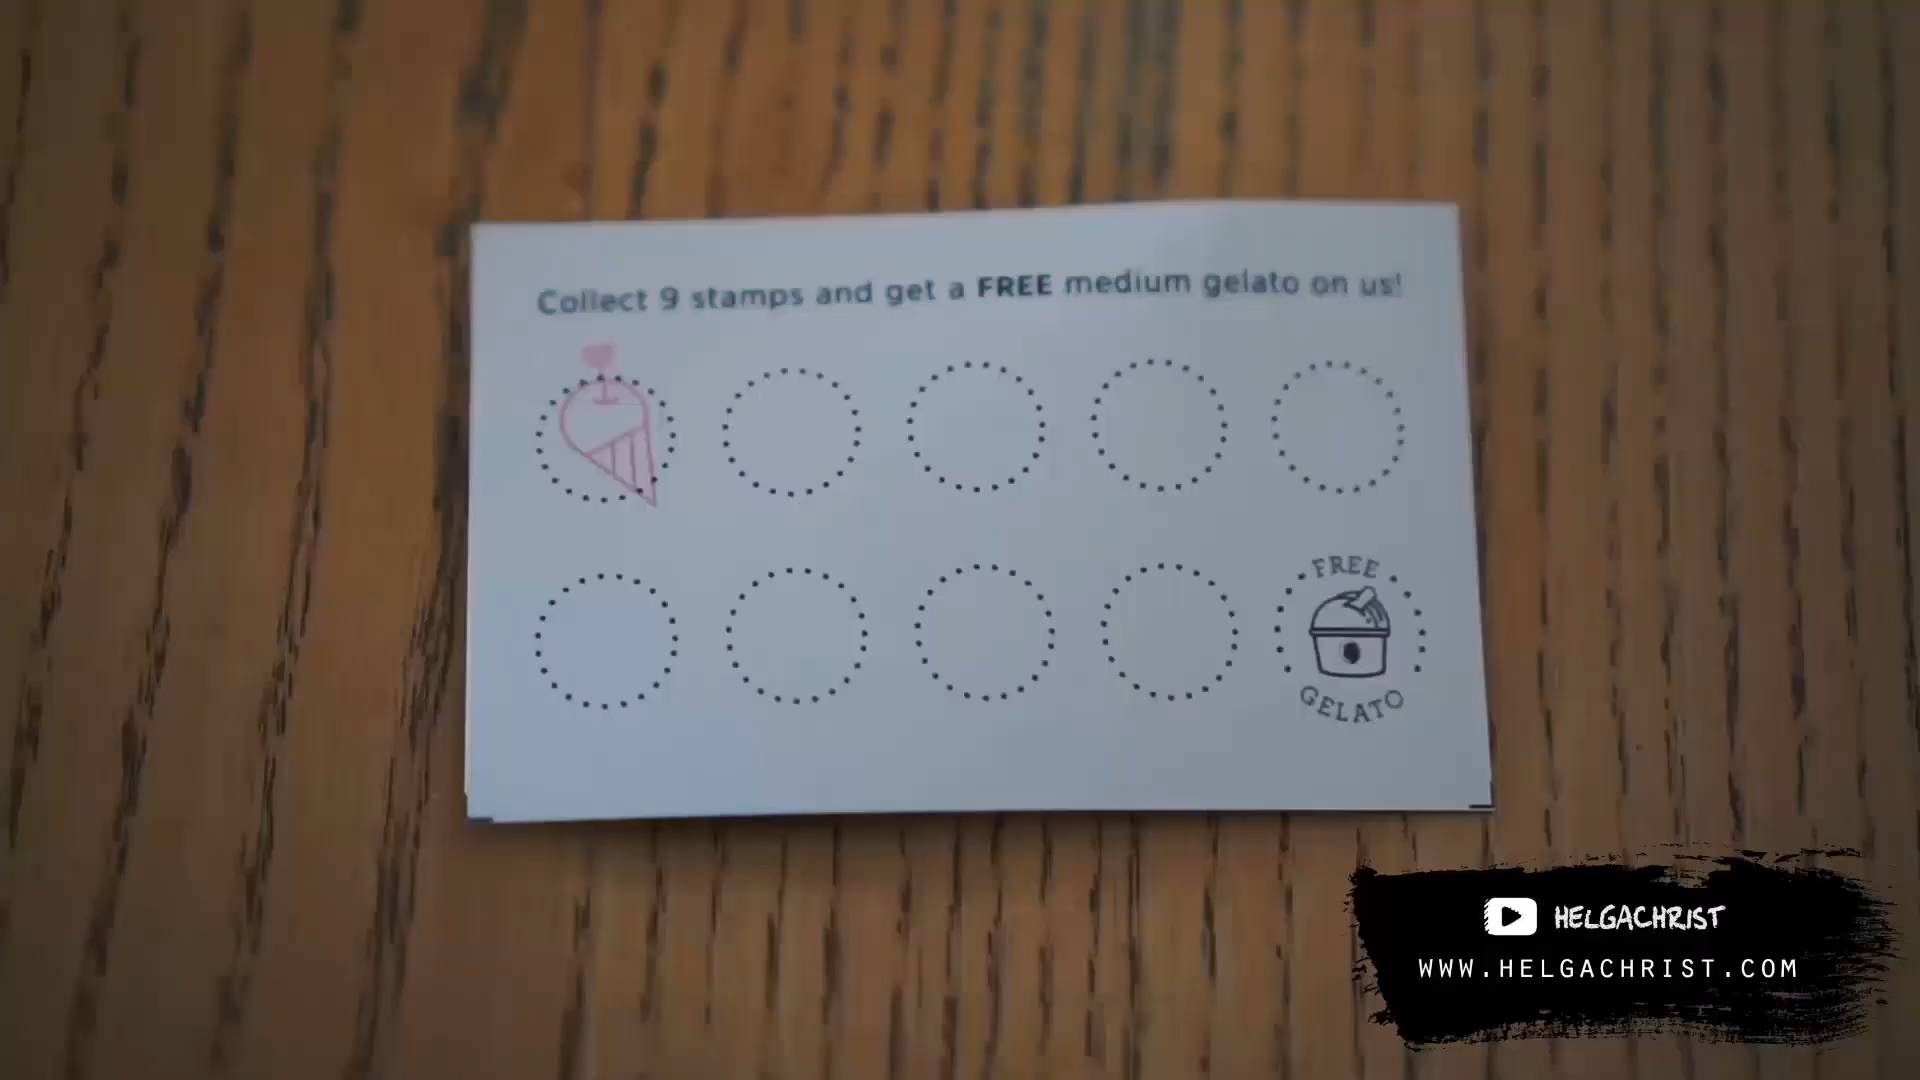 Collect 9 stamps and get a FREE medium gelato on us!
FREE
GELATO
HELGACHRIST
WWW.HELGACHRIST.COM